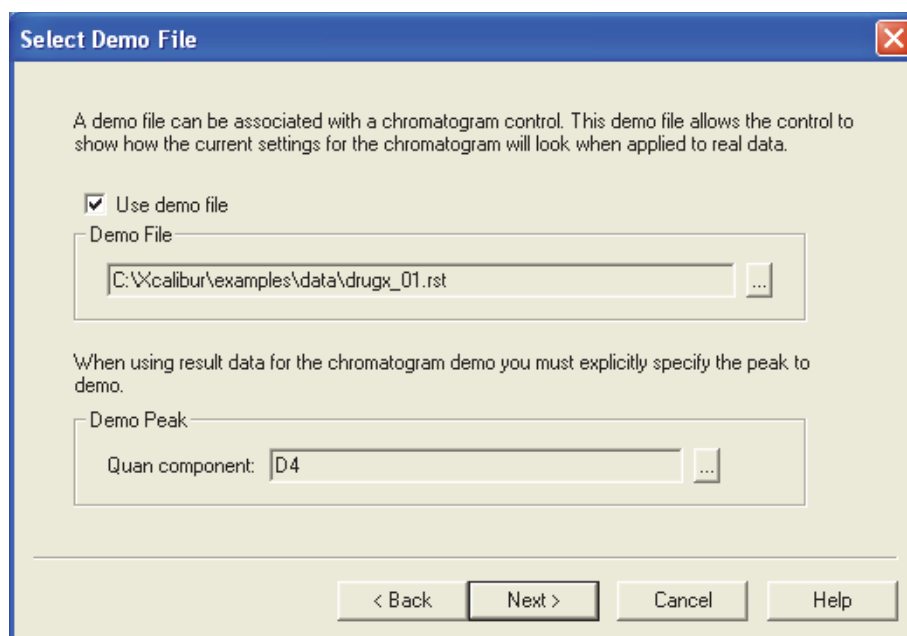 Select Demo File
A demo file can be associated with a chromatogram control. This demo file allows the control to
show how the current settings for the chromatogram will look when applied to real data.
Use demo file
Demo File
C:\Xcalibur\examples\data\drugx_01.rst
...
When using result data for the chromatogram demo you must explicitly specify the peak to
demo.
Demo Peak
Quan component: D4
...
< Back Next > Cancel Help